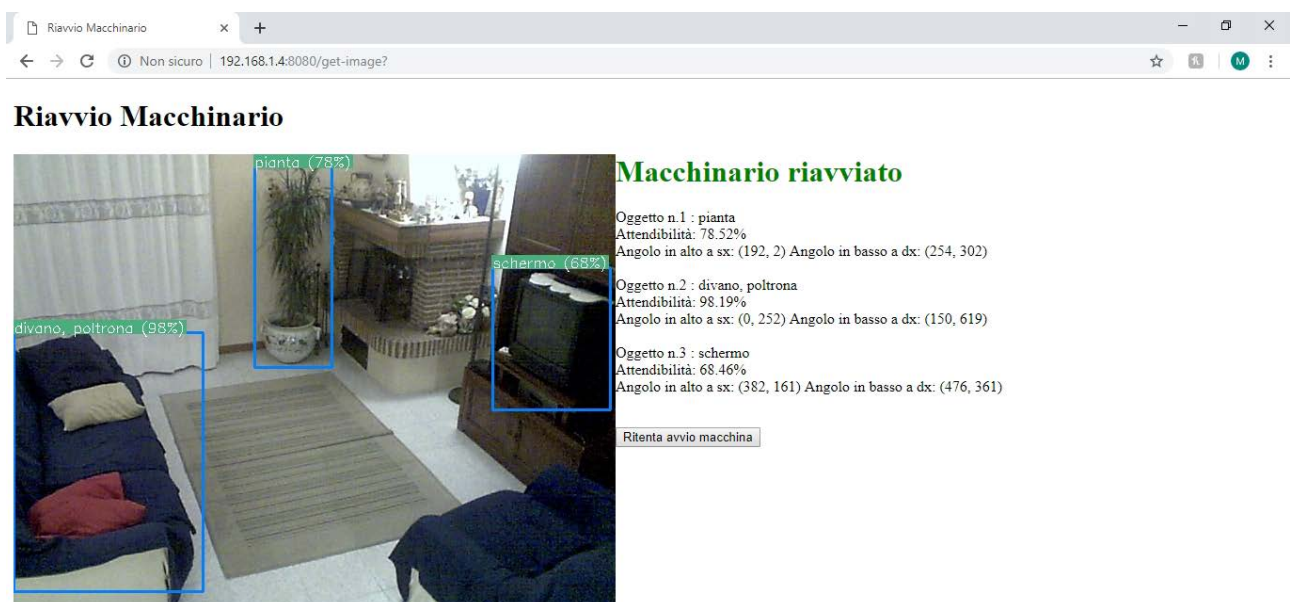 Riavvio Macchinario
Non sicuro | 192.168.1.4:8080/get-image?
M
Riavvio Macchinario
pianta (78%)
schermo (68%)
divano, poltrona (98%)
Macchinario riavviato
Oggetto n.1 : pianta
Attendibilità: 78.52%
Angolo in alto a sx: (192, 2) Angolo in basso a dx: (254, 302)
Oggetto n.2 : divano, poltrona
Attendibilità: 98.19%
Angolo in alto a sx: (0, 252) Angolo in basso a dx: (150, 619)
Oggetto n.3 : schermo
Attendibilità: 68.46%
Angolo in alto a sx: (382, 161) Angolo in basso a dx: (476, 361)
Ritenta avvio macchina